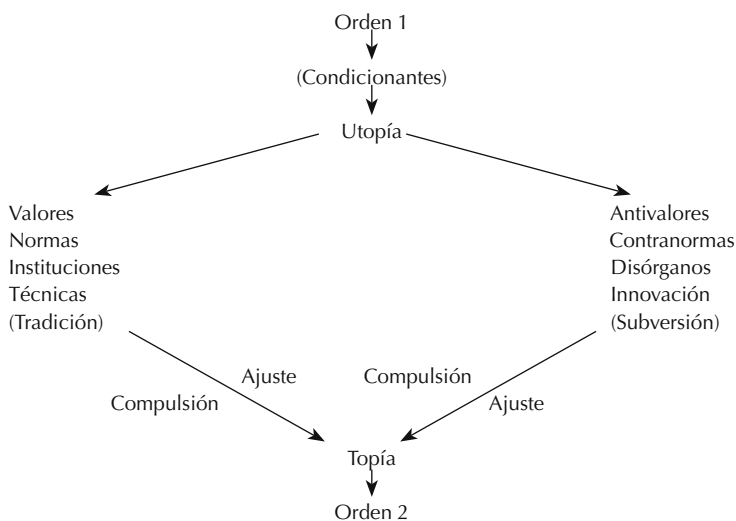 Orden 1
(Condicionantes)
Utopía
Valores
Normas
Instituciones
Técnicas
(Tradición)
Antivalores
Contranormas
Disórganos
Innovación
(Subversión)
Ajuste
Compulsión
Compulsión
Ajuste
Topía
Orden 2